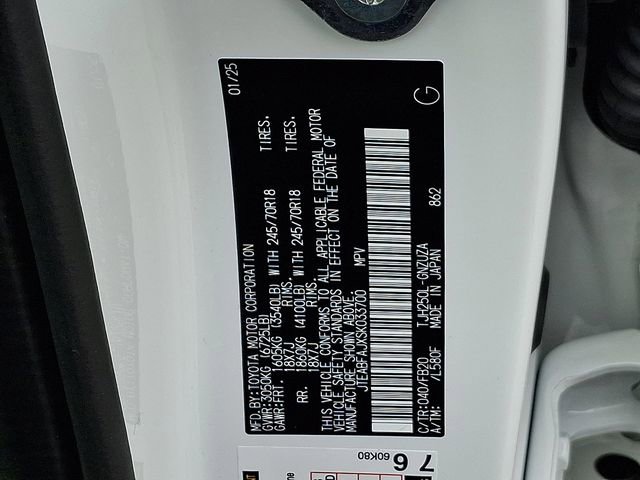 MFD.BY:TOYOTA MOTOR CORPORATION 01/25
GVWR:3050KG (6725LB)
GAWR:FRT. 1605KG (3540LB) WITH 245/70R18 TIRES.
18X7J RIMS.
RR. 1860KG (4100LB) WITH 245/70R18 TIRES.
18X7J RIMS.
THIS VEHICLE CONFORMS TO ALL APPLICABLE FEDERAL MOTOR
VEHICLE SAFETY STANDARDS IN EFFECT ON THE DATE OF
MANUFACTURE SHOWN ABOVE.
JTEABFAJXSK033700 MPV
C/TR:040/FB20 TJH250L-GNZUZA
A/TM: /L580F MADE IN JAPAN 862
G
7 6
60K80